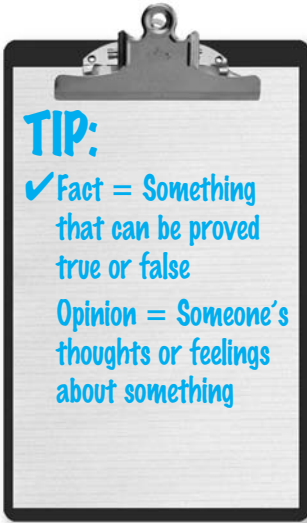 TIP:
✔Fact = Something
that can be proved
true or false
Opinion = Someone's
thoughts or feelings
about something